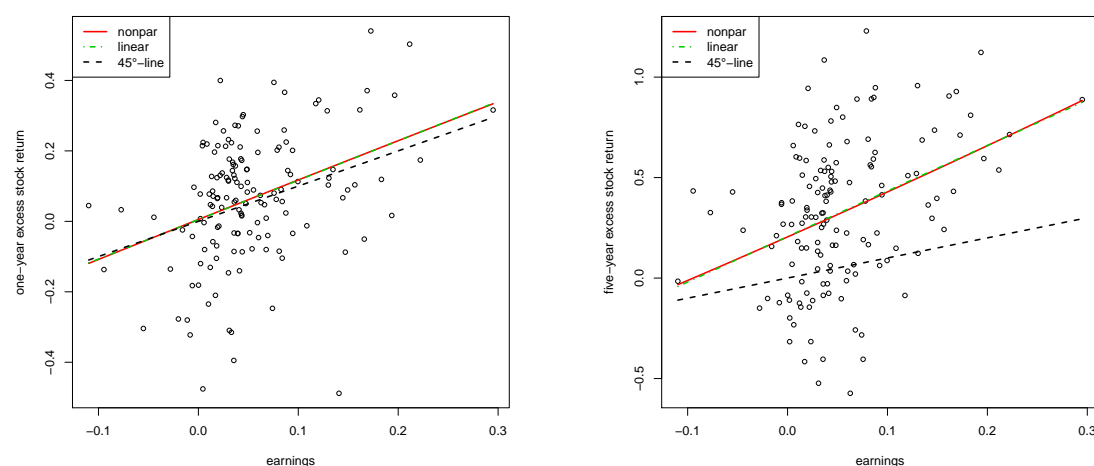 nonpar
linear
45°−line
one−year excess stock return
0.4
0.2
0.0
−0.2
−0.4
−0.1
0.0
0.1
0.2
0.3
earnings
nonpar
linear
45°−line
five−year excess stock return
1.0
0.5
0.0
−0.5
−0.1
0.0
0.1
0.2
0.3
earnings